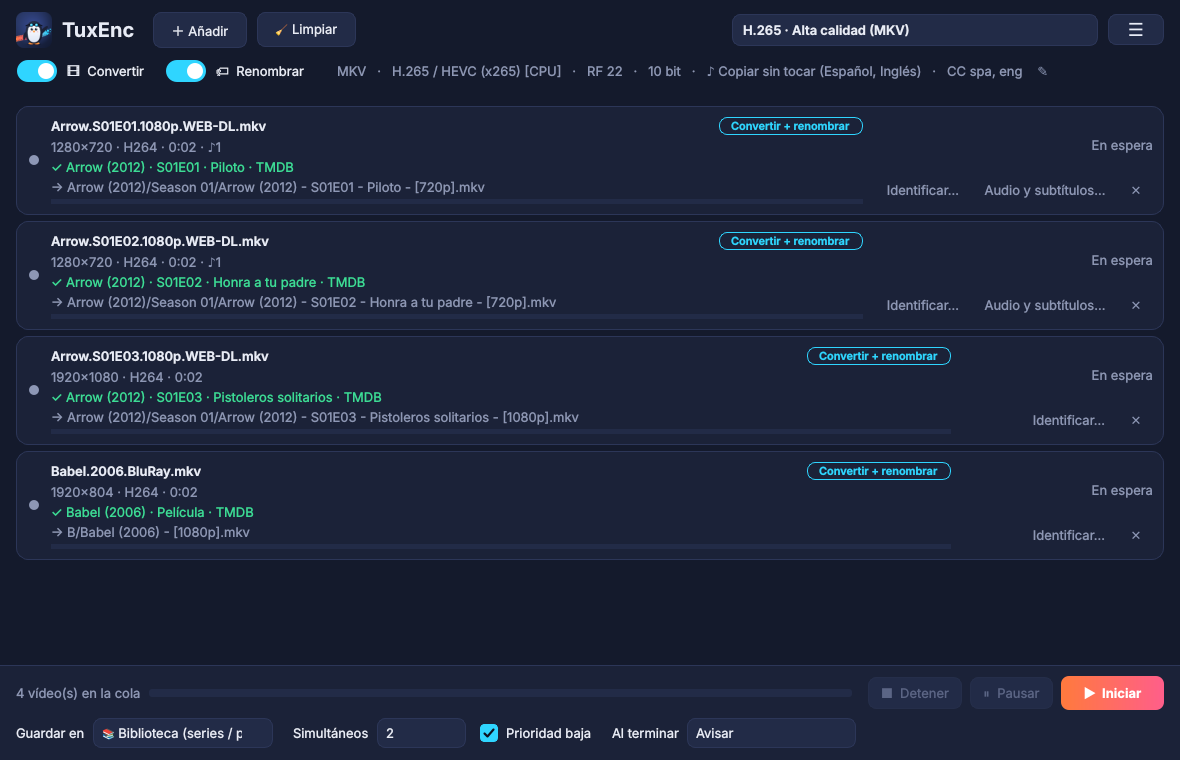 TuxEnc
+ Añadir
Limpiar
H.265 · Alta calidad (MKV)
Convertir
Renombrar
MKV · H.265 / HEVC (x265) [CPU] · RF 22 · 10 bit · ♪ Copiar sin tocar (Español, Inglés) · CC spa, eng
Arrow.S01E01.1080p.WEB-DL.mkv
Convertir + renombrar
1280×720 · H264 · 0:02 · ♪1
En espera
✓ Arrow (2012) · S01E01 · Piloto · TMDB
→ Arrow (2012)/Season 01/Arrow (2012) - S01E01 - Piloto - [720p].mkv
Identificar...
Audio y subtítulos...
×
Arrow.S01E02.1080p.WEB-DL.mkv
Convertir + renombrar
1280×720 · H264 · 0:02 · ♪1
En espera
✓ Arrow (2012) · S01E02 · Honra a tu padre · TMDB
→ Arrow (2012)/Season 01/Arrow (2012) - S01E02 - Honra a tu padre - [720p].mkv
Identificar...
Audio y subtítulos...
×
Arrow.S01E03.1080p.WEB-DL.mkv
Convertir + renombrar
1920×1080 · H264 · 0:02
En espera
✓ Arrow (2012) · S01E03 · Pistoleros solitarios · TMDB
→ Arrow (2012)/Season 01/Arrow (2012) - S01E03 - Pistoleros solitarios - [1080p].mkv
Identificar...
×
Babel.2006.BluRay.mkv
Convertir + renombrar
1920×804 · H264 · 0:02
En espera
✓ Babel (2006) · Película · TMDB
→ B/Babel (2006) - [1080p].mkv
Identificar...
×
4 vídeo(s) en la cola
Detener
Pausar
Iniciar
Guardar en
Biblioteca (series / p
Simultáneos
2
Prioridad baja
Al terminar
Avisar